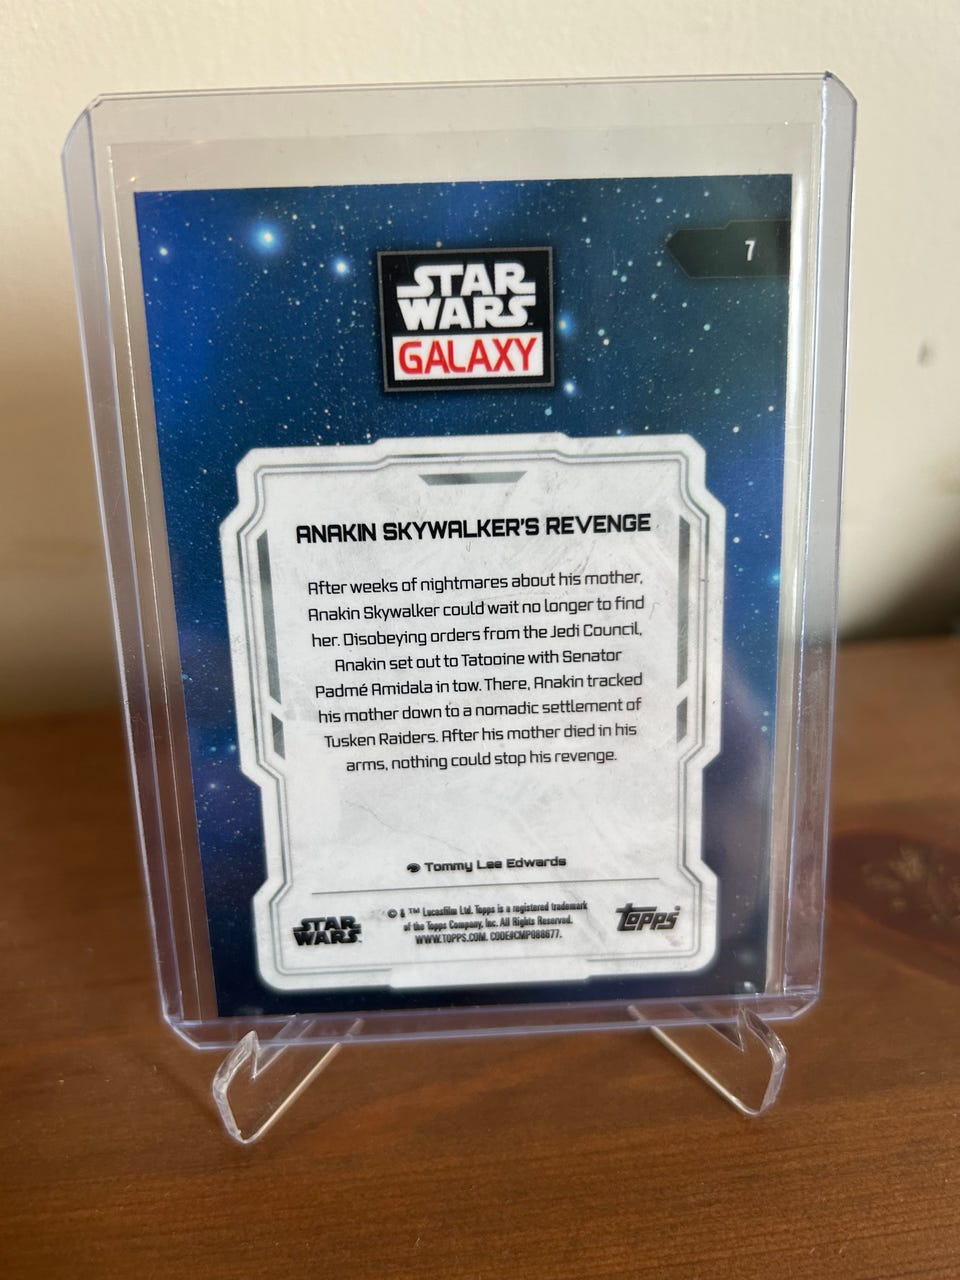 7
STAR
WARS
GALAXY
ANAKIN SKYWALKER'S REVENGE
After weeks of nightmares about his mother,
Anakin Skywalker could wait no longer to find
her. Disobeying orders from the Jedi Council,
Anakin set out to Tatooine with Senator
Padmé Amidala in tow. There, Anakin tracked
his mother down to a nomadic settlement of
Tusken Raiders. After his mother died in his
arms, nothing could stop his revenge.
Tommy Lee Edwards
STAR
WARS
© & ™ Lucasfilm Ltd. Topps is a registered trademark
of the Topps Company, Inc. All Rights Reserved.
WWW.TOPPS.COM. CODE#CMP088677.
Topps